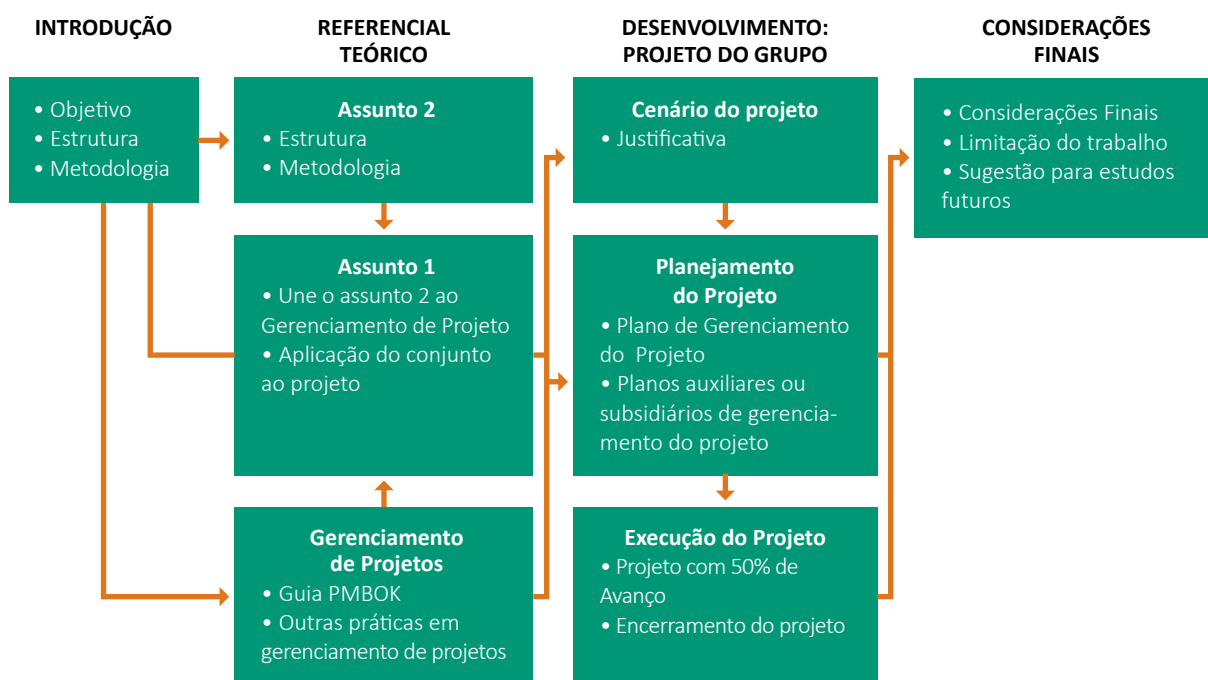 INTRODUÇÃO
• Objetivo
• Estrutura
• Metodologia
REFERENCIAL
TEÓRICO
Assunto 2
• Estrutura
• Metodologia
Assunto 1
• Une o assunto 2 ao
Gerenciamento de Projeto
• Aplicação do conjunto
ao projeto
Gerenciamento
de Projetos
• Guia PMBOK
• Outras práticas em
gerenciamento de projetos
DESENVOLVIMENTO:
PROJETO DO GRUPO
Cenário do projeto
• Justificativa
Planejamento
do Projeto
• Plano de Gerenciamento
do Projeto
• Planos auxiliares ou
subsidiários de gerencia-
mento do projeto
Execução do Projeto
• Projeto com 50% de
Avanço
• Encerramento do projeto
CONSIDERAÇÕES
FINAIS
• Considerações Finais
• Limitação do trabalho
• Sugestão para estudos
futuros